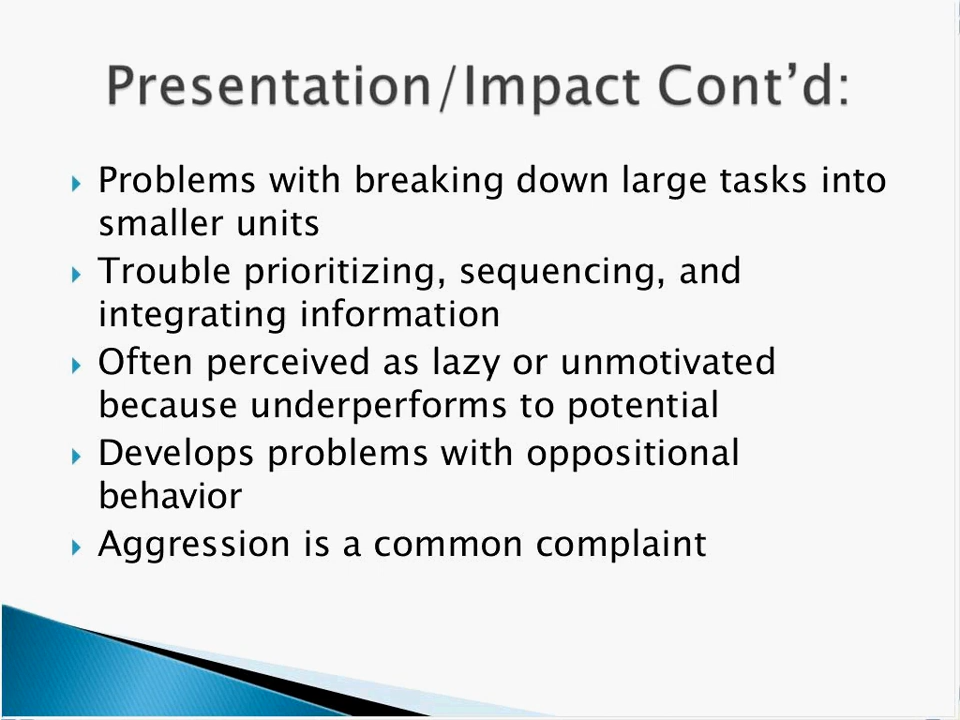 Presentation/Impact Cont’d:
Problems with breaking down large tasks into
smaller units
Trouble prioritizing, sequencing, and
integrating information
Often perceived as lazy or unmotivated
because underperforms to potential
Develops problems with oppositional
behavior
Aggression is a common complaint